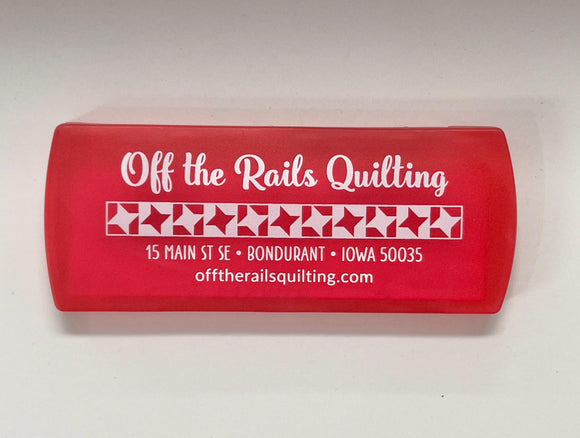 Off the Rails Quilting
15 MAIN ST SE • BONDURANT • IOWA 50035
offtherailsquilting.com